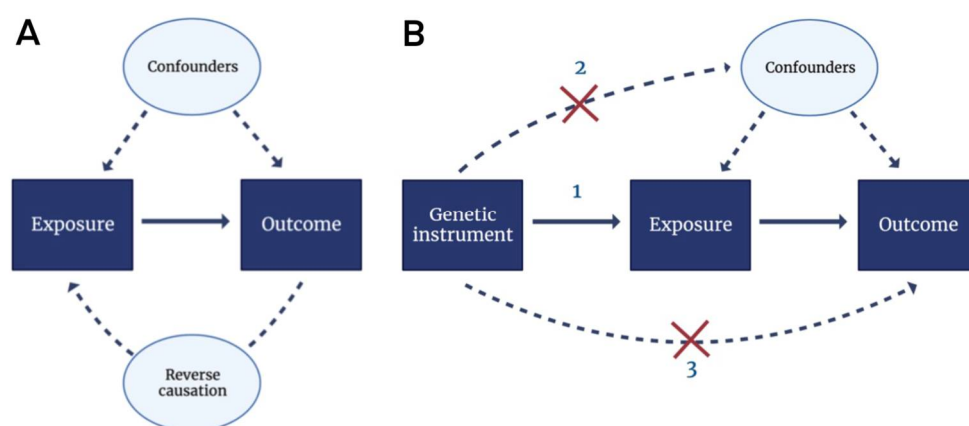 A
Confounders
Exposure
Outcome
Reverse
causation
B
2
Confounders
1
Genetic
instrument
Exposure
Outcome
3